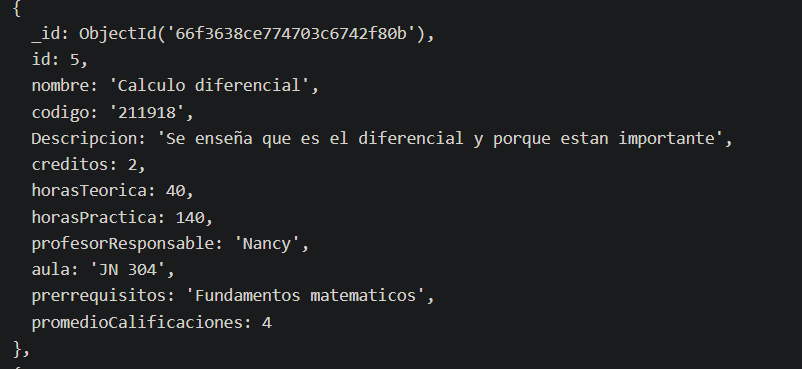 {
_id: ObjectId('66f3638ce774703c6742f80b'),
id: 5,
nombre: 'Calculo diferencial',
codigo: '211918',
Descripcion: 'Se enseña que es el diferencial y porque estan importante',
creditos: 2,
horasTeorica: 40,
horasPractica: 140,
profesorResponsable: 'Nancy',
aula: 'JN 304',
prerrequisitos: 'Fundamentos matematicos',
promedioCalificaciones: 4
},